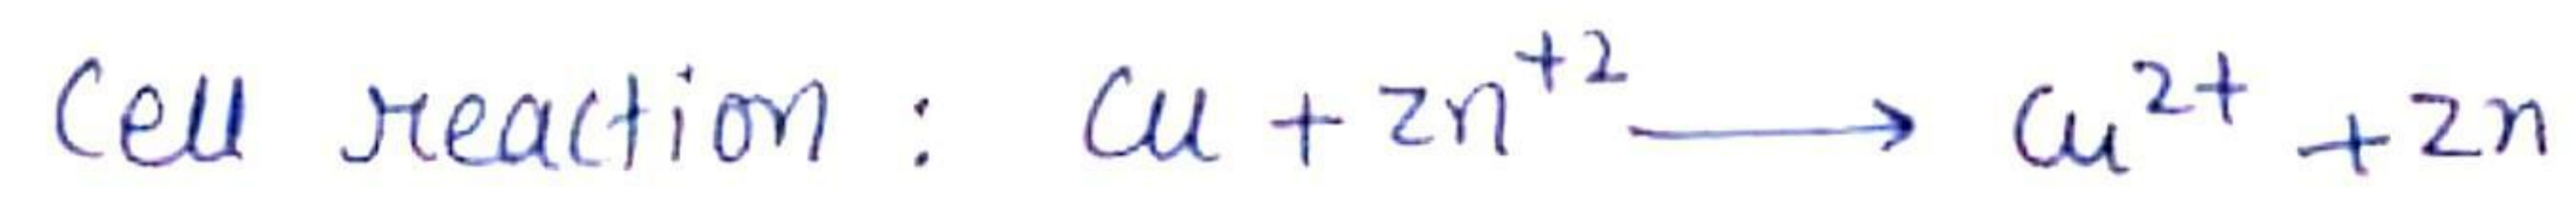 Cell reaction : Cu + Zn⁺² ⟶ Cu²⁺ + Zn